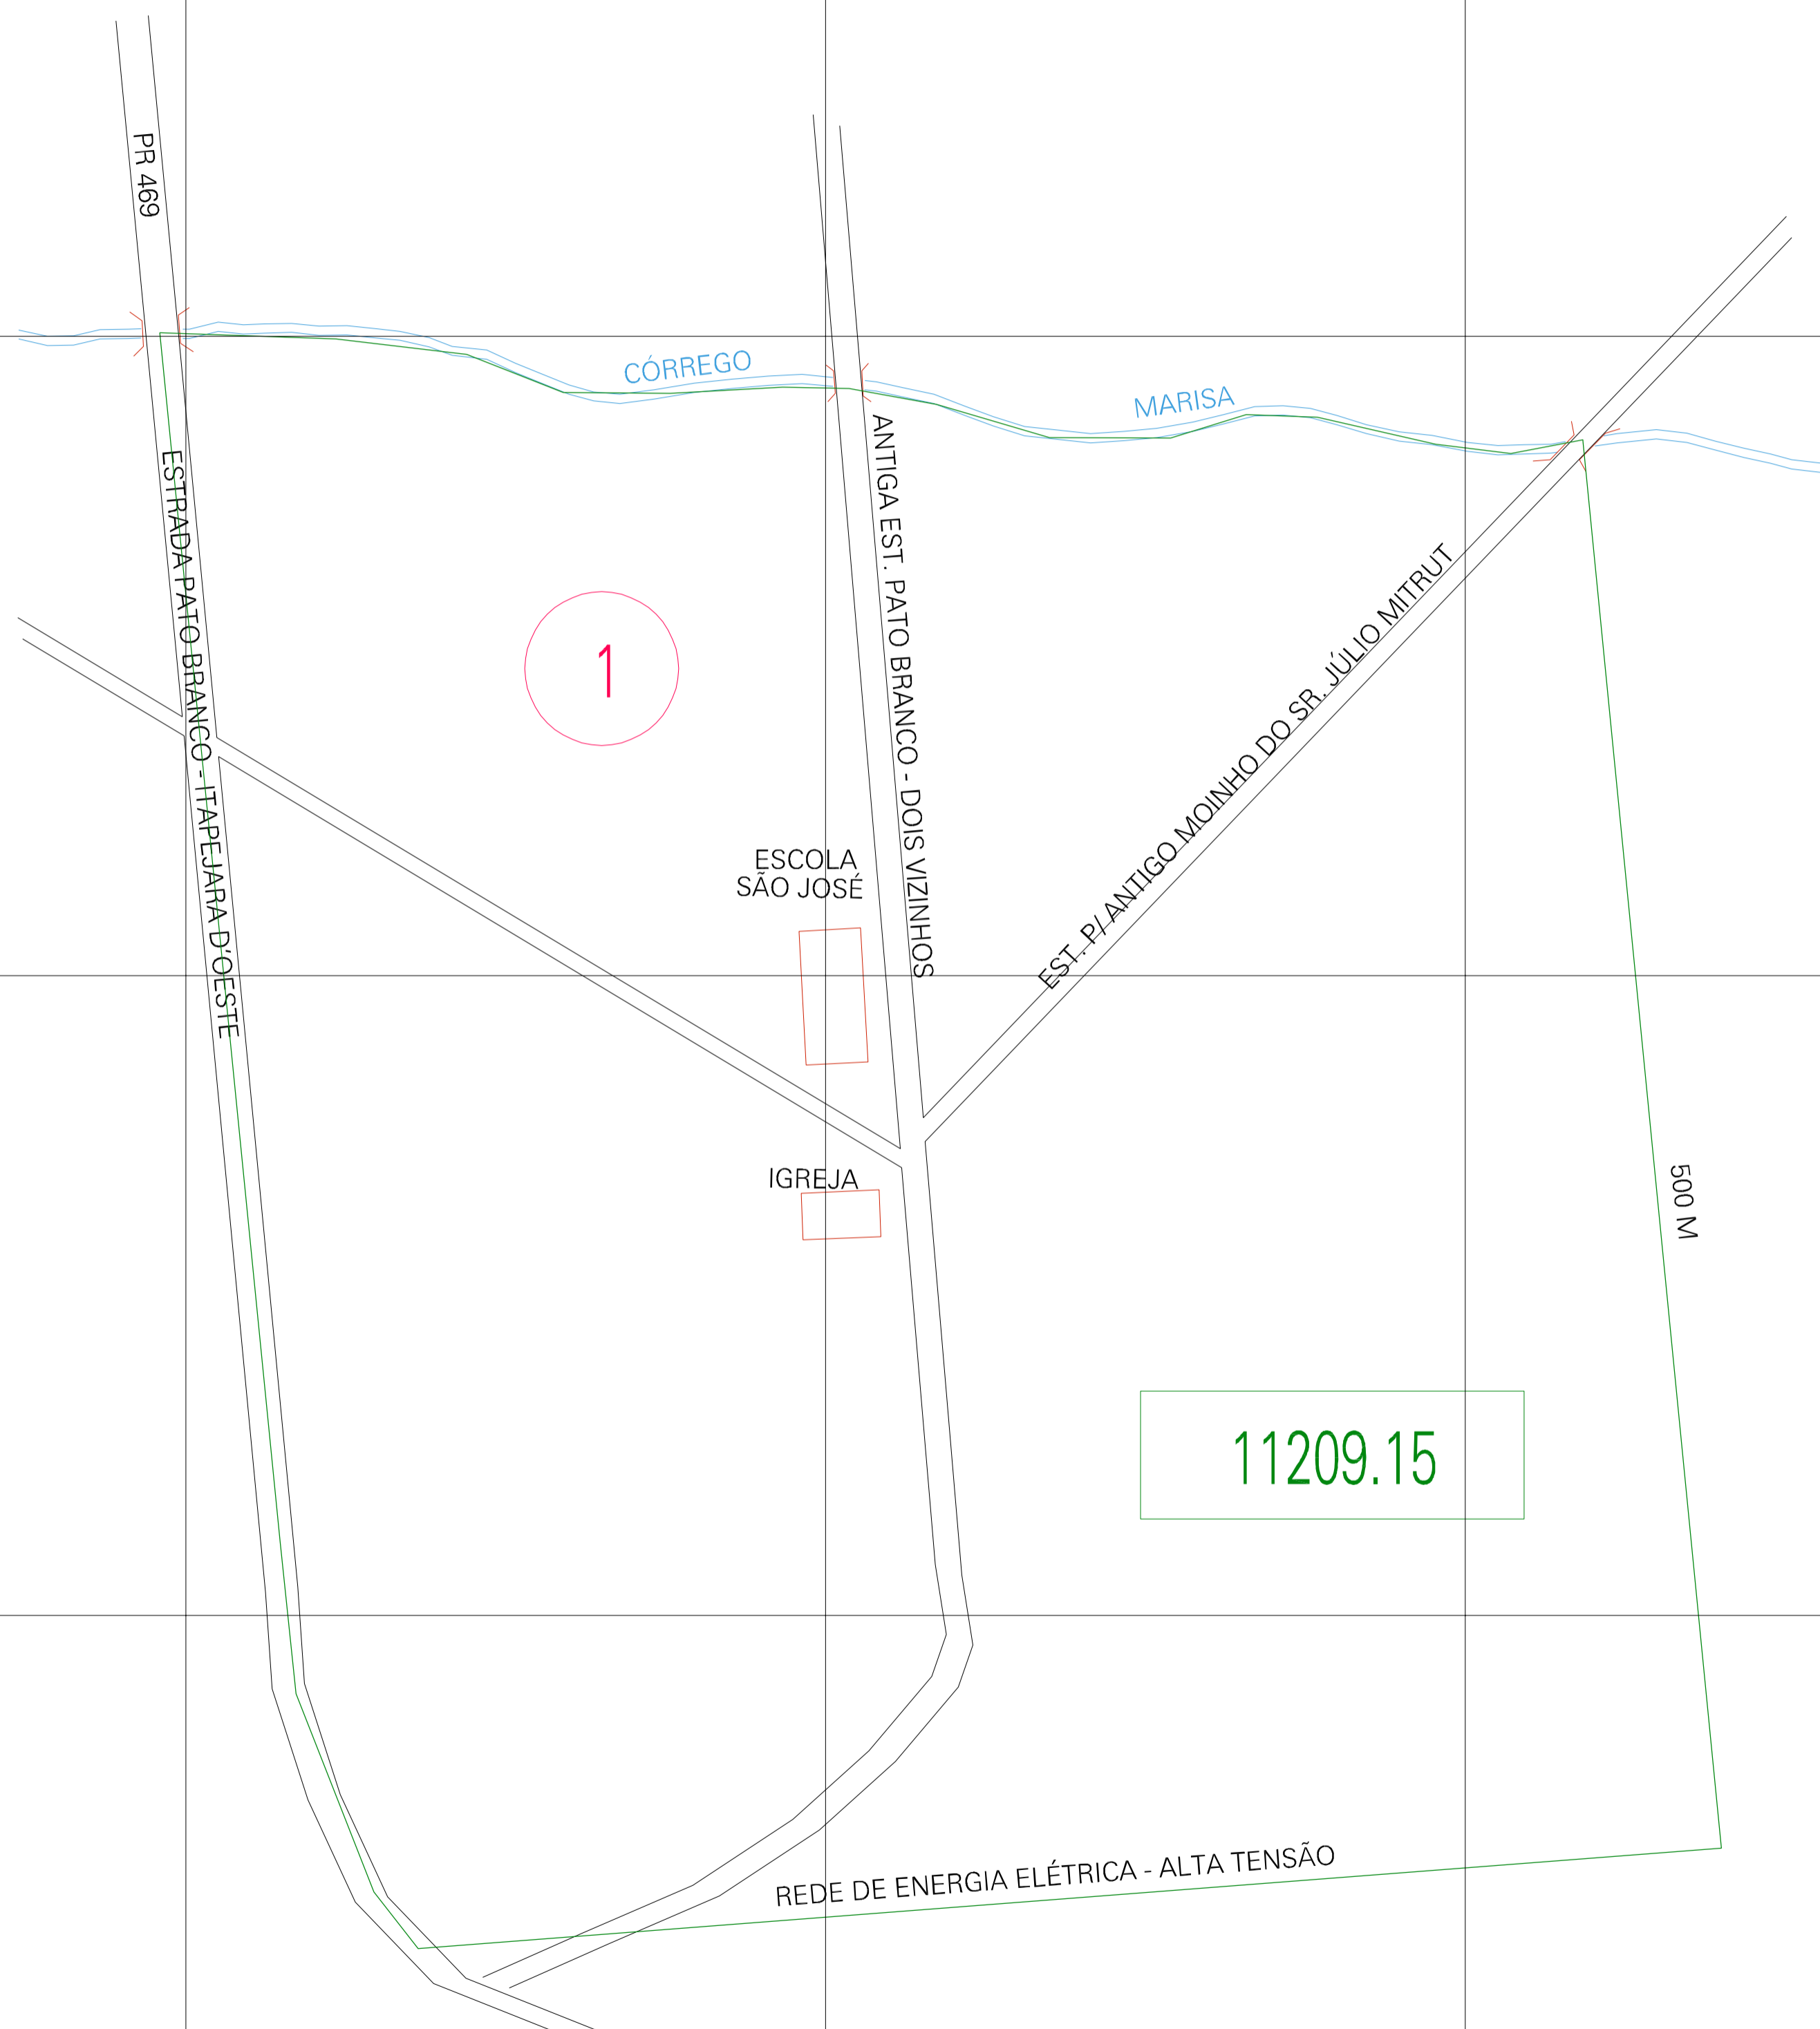 PR 469
CÓRREGO
MARISA
ESTRADA PATO BRANCO - ITAPEJARA D'OESTE
ANTIGA EST. PATO BRANCO - DOIS VIZINHOS
EST. P/ ANTIGO MOINHO DO SR. JÚLIO MITRUT
1
ESCOLA
SÃO JOSÉ
IGREJA
500 M
11209.15
REDE DE ENERGIA ELÉTRICA - ALTA TENSÃO